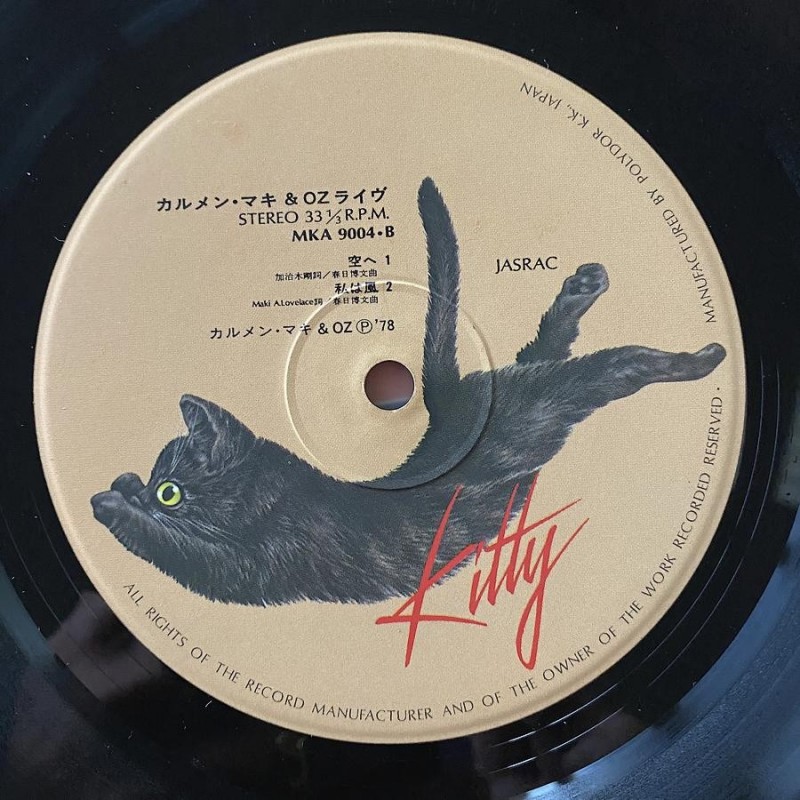 カルメン・マキ & OZ ライヴ
STEREO 33 1/3 R.P.M.
MKA 9004・B
空へ 1
加治木剛詞/春日博文曲
私は風 2
Maki A.Lovelace詞/春日博文曲
カルメン・マキ & OZ Ⓟ'78
JASRAC
Kitty
MANUFACTURED BY POLYDOR K.K., JAPAN
ALL RIGHTS OF THE RECORD MANUFACTURER AND OF THE OWNER OF THE WORK RECORDED RESERVED ・